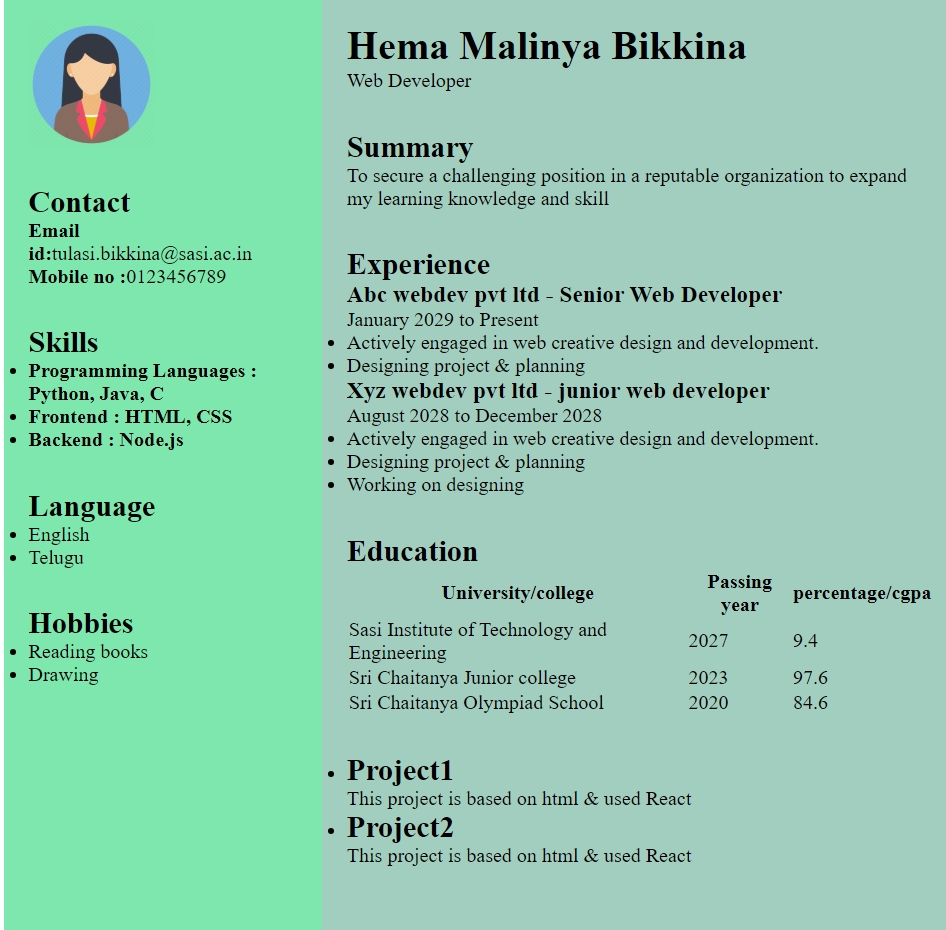 Contact
Email
id:tulasi.bikkina@sasi.ac.in
Mobile no :0123456789
Skills
Programming Languages :
Python, Java, C
Frontend : HTML, CSS
Backend : Node.js
Language
English
Telugu
Hobbies
Reading books
Drawing
Hema Malinya Bikkina
Web Developer
Summary
To secure a challenging position in a reputable organization to expand
my learning knowledge and skill
Experience
Abc webdev pvt ltd - Senior Web Developer
January 2029 to Present
Actively engaged in web creative design and development.
Designing project & planning
Xyz webdev pvt ltd - junior web developer
August 2028 to December 2028
Actively engaged in web creative design and development.
Designing project & planning
Working on designing
Education
University/college Passing year percentage/cgpa
Sasi Institute of Technology and Engineering 2027 9.4
Sri Chaitanya Junior college 2023 97.6
Sri Chaitanya Olympiad School 2020 84.6
Project1
This project is based on html & used React
Project2
This project is based on html & used React